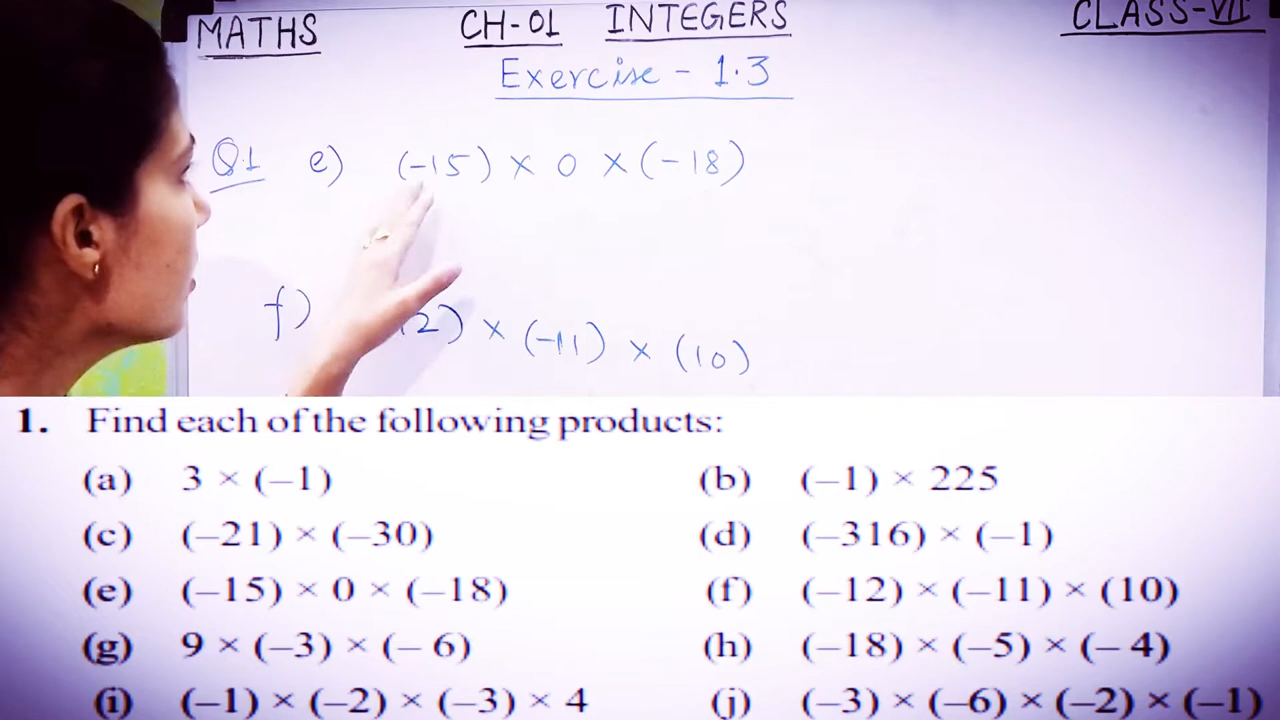 MATHS CH-01 INTEGERS CLASS-VII
Exercise - 1.3
Q.1 e) (-15) × 0 × (-18)
f) 2) × (-11) × (10)
1. Find each of the following products:
(a) 3 × (–1) (b) (–1) × 225
(c) (–21) × (–30) (d) (–316) × (–1)
(e) (–15) × 0 × (–18) (f) (–12) × (–11) × (10)
(g) 9 × (–3) × (– 6) (h) (–18) × (–5) × (– 4)
(i) (–1) × (–2) × (–3) × 4 (j) (–3) × (–6) × (–2) × (–1)